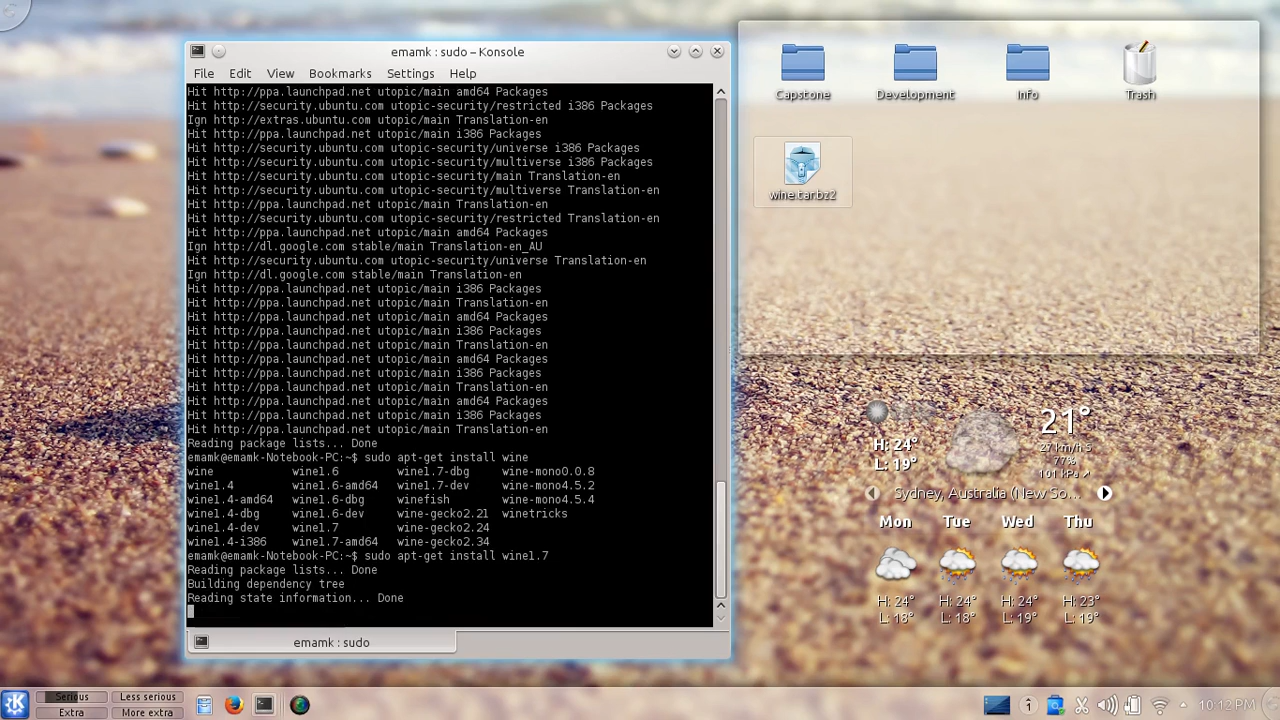 emamk : sudo – Konsole
File Edit View Bookmarks Settings Help
Hit http://ppa.launchpad.net utopic/main amd64 Packages
Hit http://security.ubuntu.com utopic-security/restricted i386 Packages
Ign http://extras.ubuntu.com utopic/main Translation-en
Hit http://ppa.launchpad.net utopic/main i386 Packages
Hit http://security.ubuntu.com utopic-security/universe i386 Packages
Hit http://security.ubuntu.com utopic-security/multiverse i386 Packages
Hit http://security.ubuntu.com utopic-security/main Translation-en
Hit http://security.ubuntu.com utopic-security/multiverse Translation-en
Hit http://ppa.launchpad.net utopic/main Translation-en
Hit http://security.ubuntu.com utopic-security/restricted Translation-en
Hit http://ppa.launchpad.net utopic/main amd64 Packages
Ign http://dl.google.com stable/main Translation-en_AU
Hit http://security.ubuntu.com utopic-security/universe Translation-en
Ign http://dl.google.com stable/main Translation-en
Hit http://ppa.launchpad.net utopic/main i386 Packages
Hit http://ppa.launchpad.net utopic/main Translation-en
Hit http://ppa.launchpad.net utopic/main amd64 Packages
Hit http://ppa.launchpad.net utopic/main i386 Packages
Hit http://ppa.launchpad.net utopic/main Translation-en
Hit http://ppa.launchpad.net utopic/main amd64 Packages
Hit http://ppa.launchpad.net utopic/main i386 Packages
Hit http://ppa.launchpad.net utopic/main Translation-en
Hit http://ppa.launchpad.net utopic/main amd64 Packages
Hit http://ppa.launchpad.net utopic/main i386 Packages
Hit http://ppa.launchpad.net utopic/main Translation-en
Reading package lists... Done
emamk@emamk-Notebook-PC:~$ sudo apt-get install wine
wine wine1.6 wine1.7-dbg wine-mono0.0.8
wine1.4 wine1.6-amd64 wine1.7-dev wine-mono4.5.2
wine1.4-amd64 wine1.6-dbg winefish wine-mono4.5.4
wine1.4-dbg wine1.6-dev wine-gecko2.21 winetricks
wine1.4-dev wine1.7 wine-gecko2.24
wine1.4-i386 wine1.7-amd64 wine-gecko2.34
emamk@emamk-Notebook-PC:~$ sudo apt-get install wine1.7
Reading package lists... Done
Building dependency tree
Reading state information... Done
emamk : sudo
Capstone Development Info Trash
wine.tar.bz2
21°
H: 24°
L: 19°
27 km/h S
77%
101 kPa
Sydney, Australia (New So...
Mon Tue Wed Thu
H: 24° H: 24° H: 24° H: 23°
L: 18° L: 18° L: 19° L: 19°
Serious Less serious
Extra More extra
10:12 PM